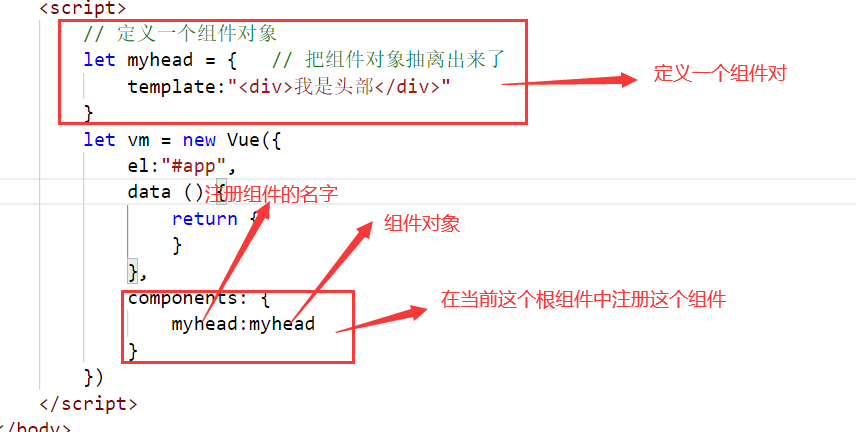 <script>
// 定义一个组件对象
let myhead = {   // 把组件对象抽离出来了
template:"<div>我是头部</div>"
定义一个组件对
}
let vm = new Vue({
el:"#app",
data () {
注册组件的名字
return {
组件对象
}
},
components: {
在当前这个根组件中注册这个组件
myhead:myhead
}
})
</script>
</body>